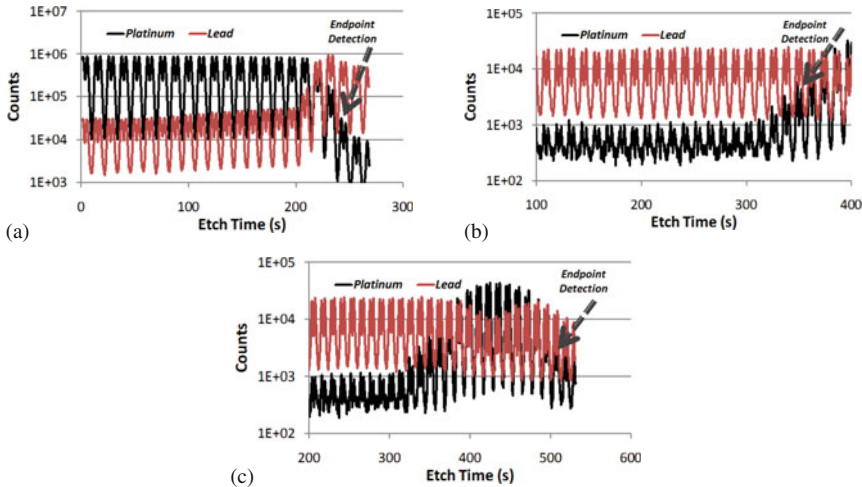 Platinum Lead
Endpoint
Detection
1E+07
1E+06
1E+05
1E+04
1E+03
Counts
0 100 200 300
Etch Time (s)
(a)
Platinum Lead
Endpoint
Detection
1E+05
1E+04
1E+03
1E+02
Counts
100 200 300 400
Etch Time (s)
(b)
Platinum Lead
Endpoint
Detection
1E+05
1E+04
1E+03
1E+02
Counts
200 300 400 500 600
Etch Time (s)
(c)